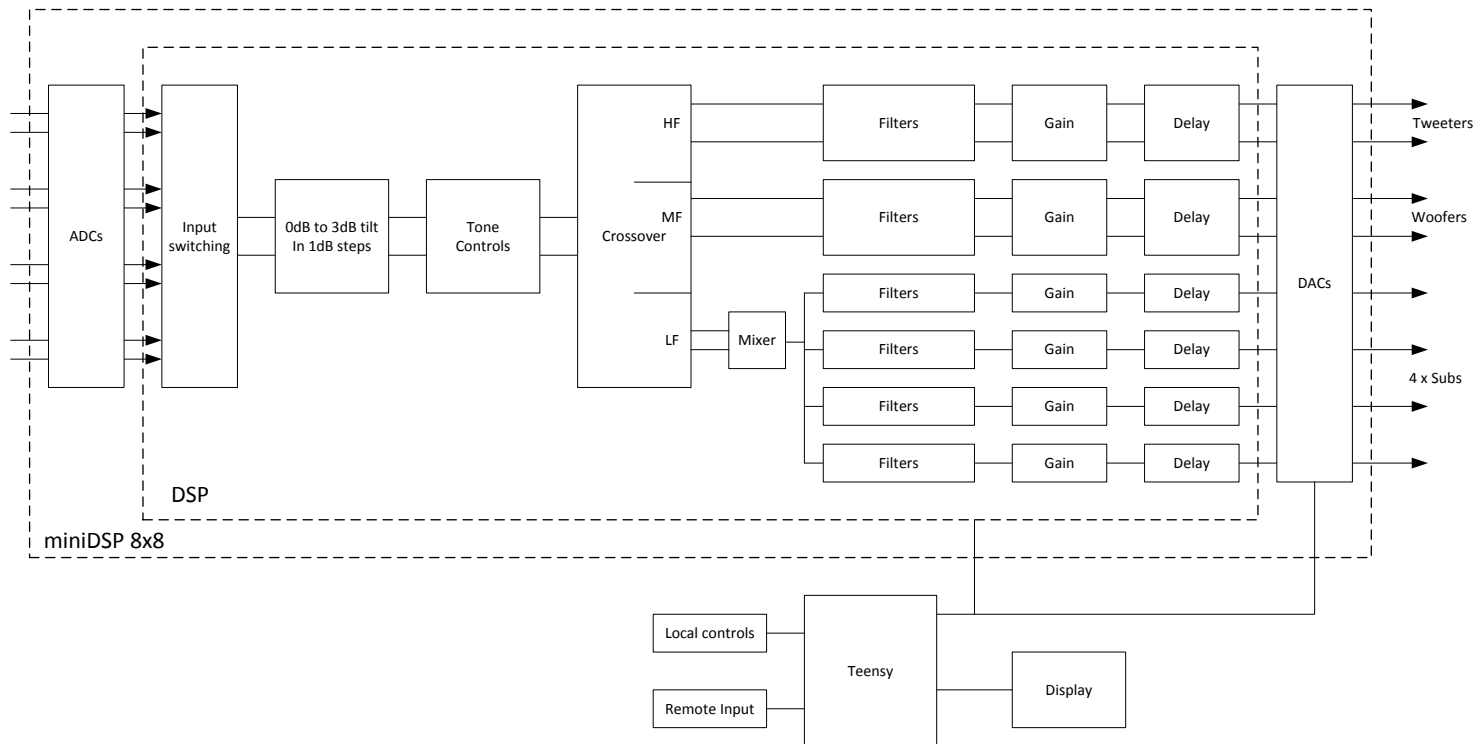 ADCs
Input
switching
0dB to 3dB tilt
In 1dB steps
Tone
Controls
Crossover
HF
MF
LF
Mixer
Filters
Gain
Delay
Filters
Gain
Delay
Filters
Gain
Delay
Filters
Gain
Delay
Filters
Gain
Delay
Filters
Gain
Delay
DACs
Tweeters
Woofers
4 x Subs
DSP
miniDSP 8x8
Local controls
Remote Input
Teensy
Display